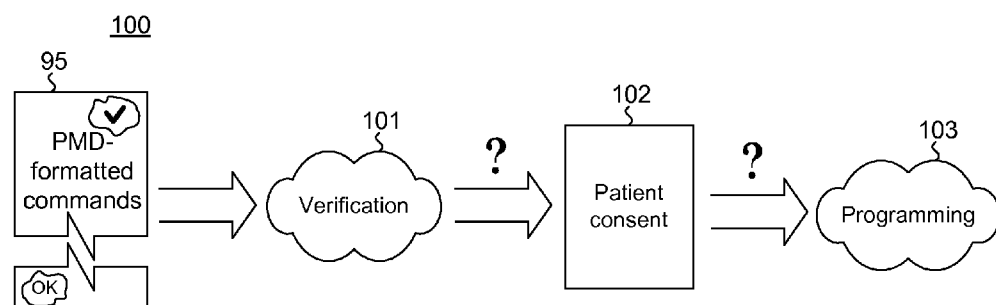 100
95
PMD-
formatted
commands
OK
101
Verification
?
102
Patient
consent
?
103
Programming